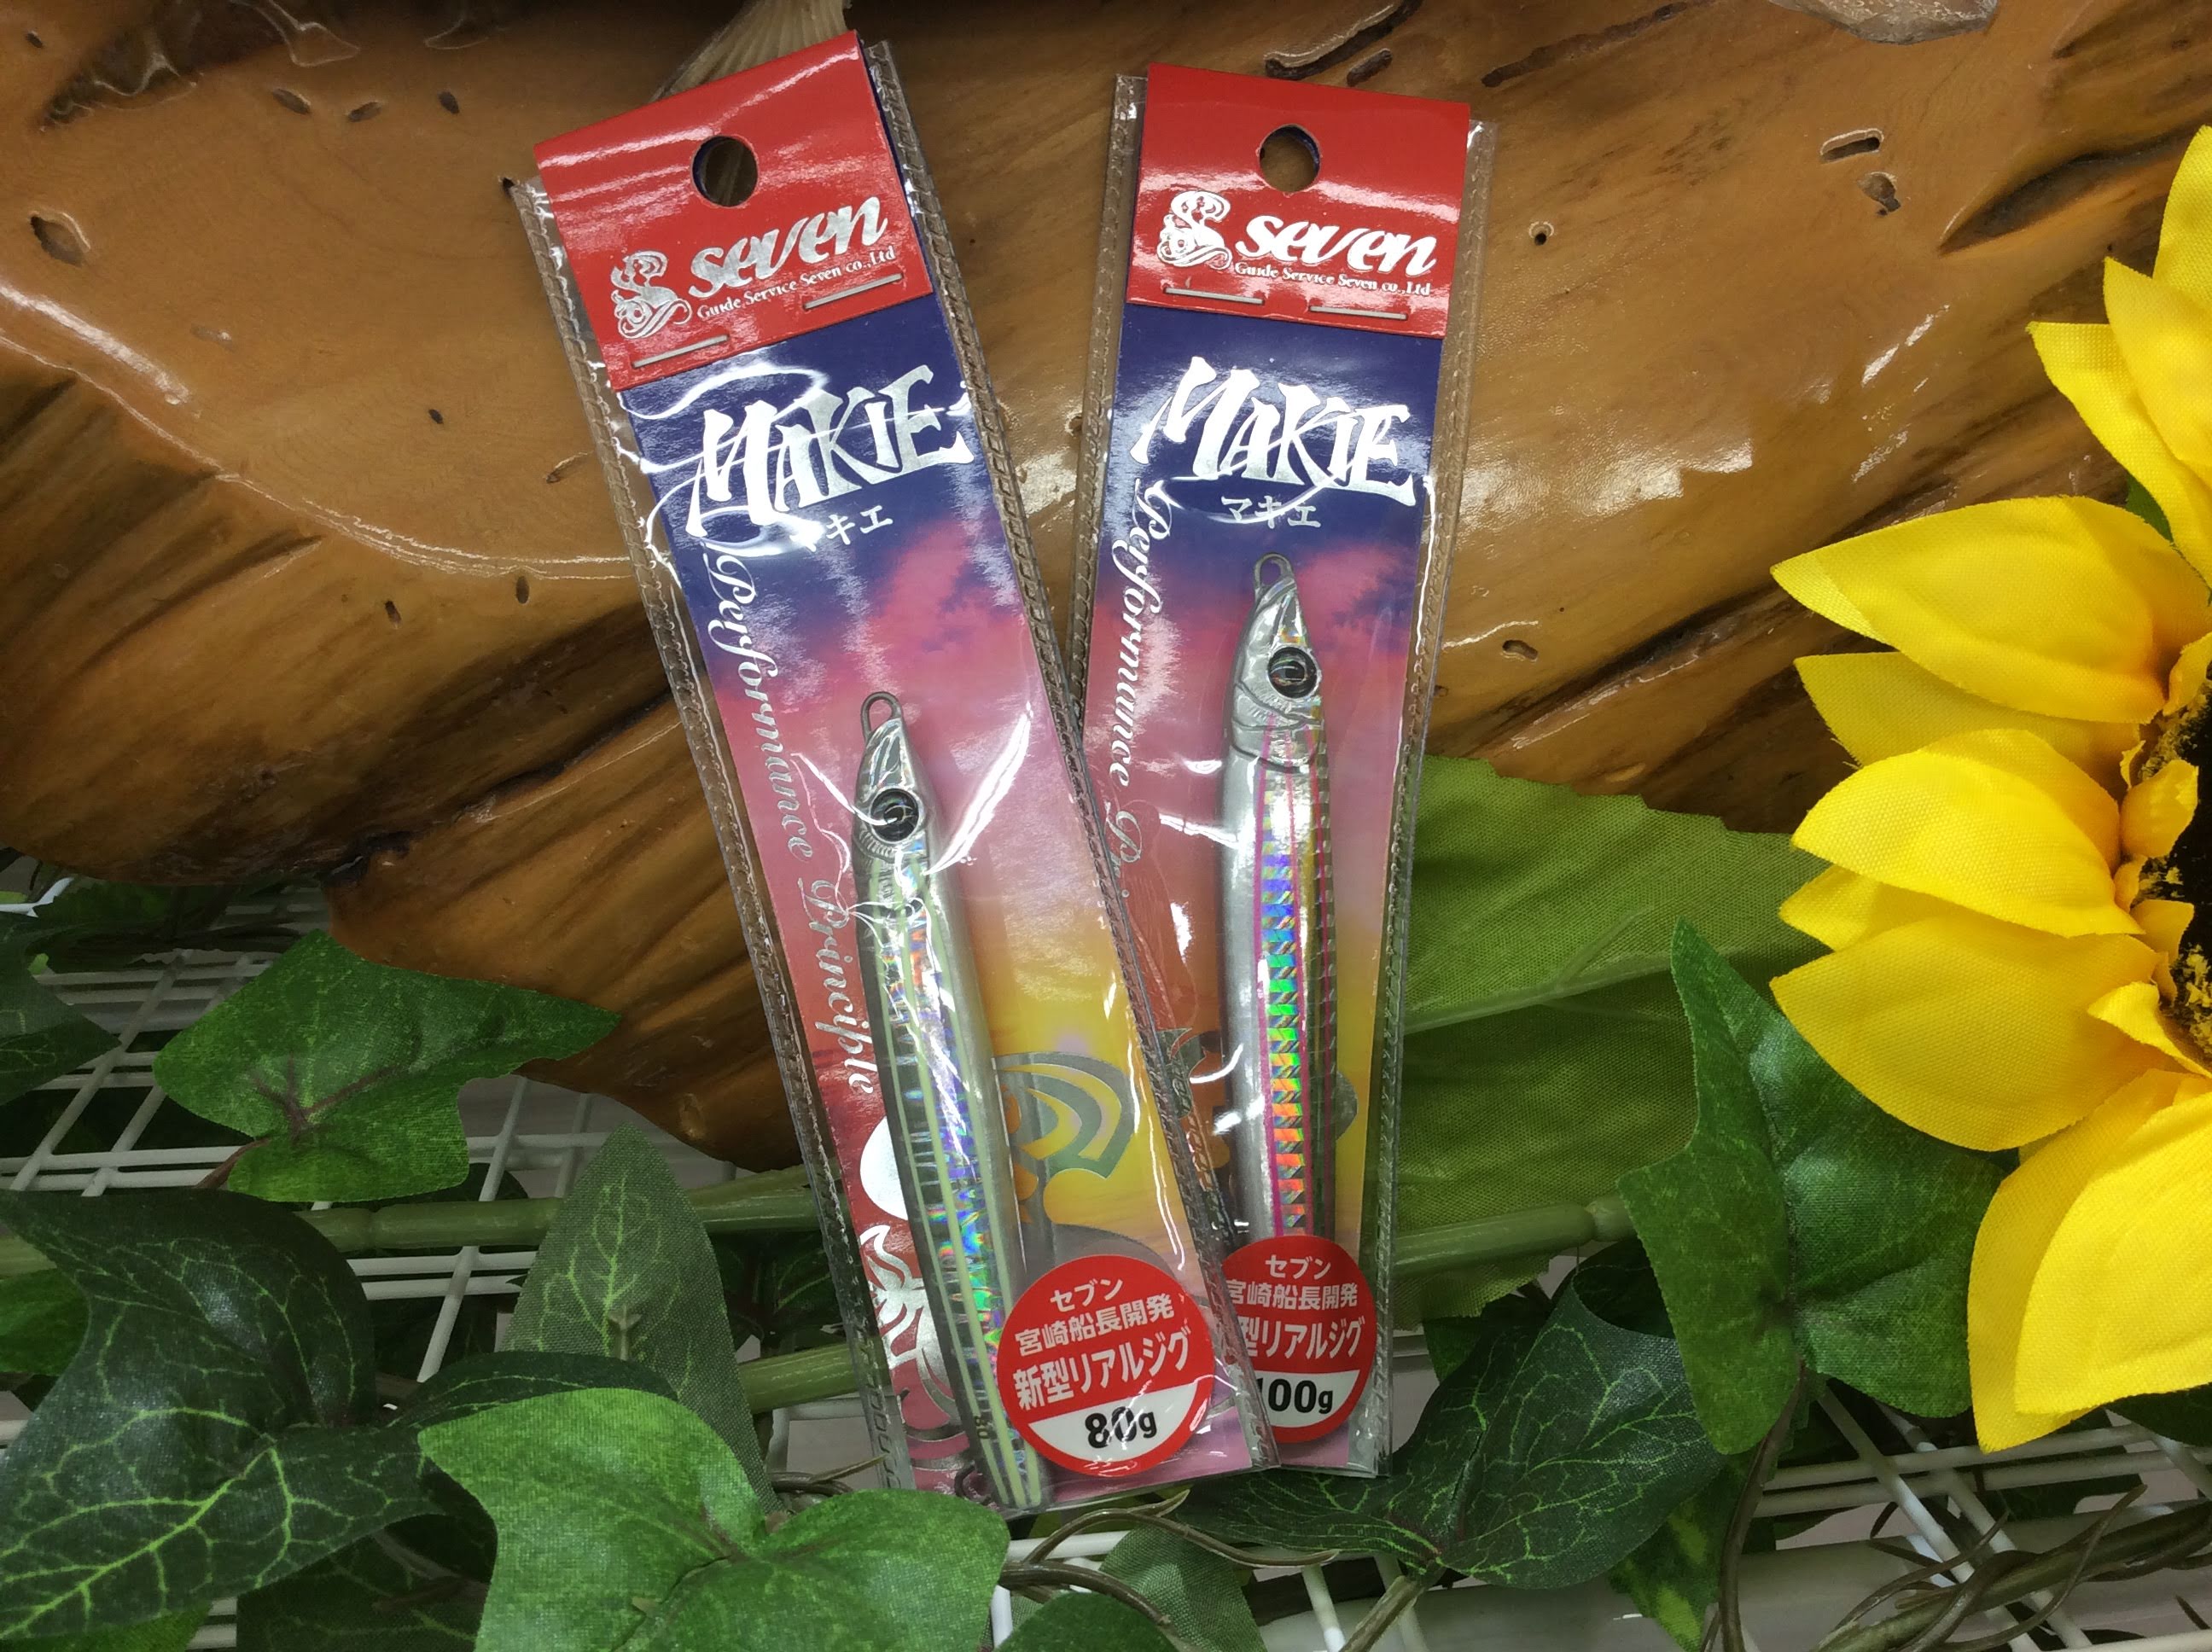 seven
Guide Service Seven co.,Ltd
MAKIE
マキエ
Performance Principle
セブン
宮崎船長開発
新型リアルジグ
80g
80
seven
Guide Service Seven co.,Ltd
MAKIE
マキエ
Performance Pri
セブン
宮崎船長開発
型リアルジグ
100g